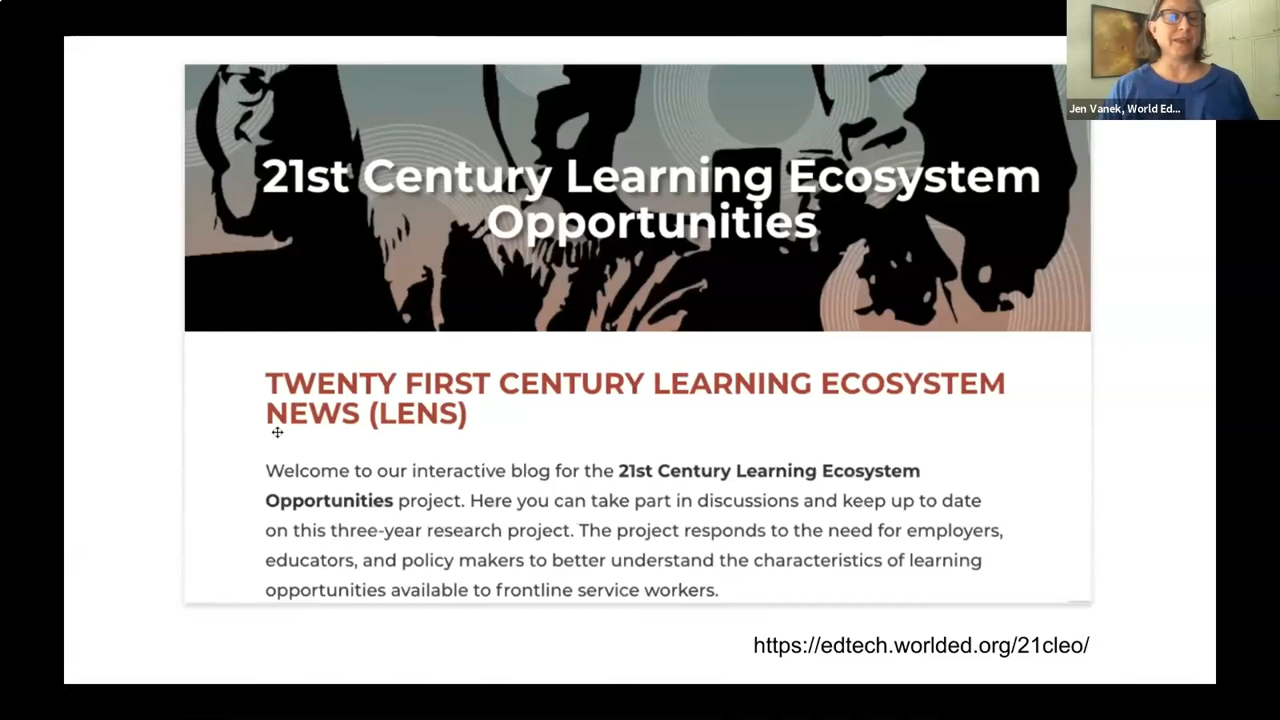 Jen Vanek, World Ed...
21st Century Learning Ecosystem
Opportunities
TWENTY FIRST CENTURY LEARNING ECOSYSTEM
NEWS (LENS)
Welcome to our interactive blog for the 21st Century Learning Ecosystem
Opportunities project. Here you can take part in discussions and keep up to date
on this three-year research project. The project responds to the need for employers,
educators, and policy makers to better understand the characteristics of learning
opportunities available to frontline service workers.
https://edtech.worlded.org/21cleo/